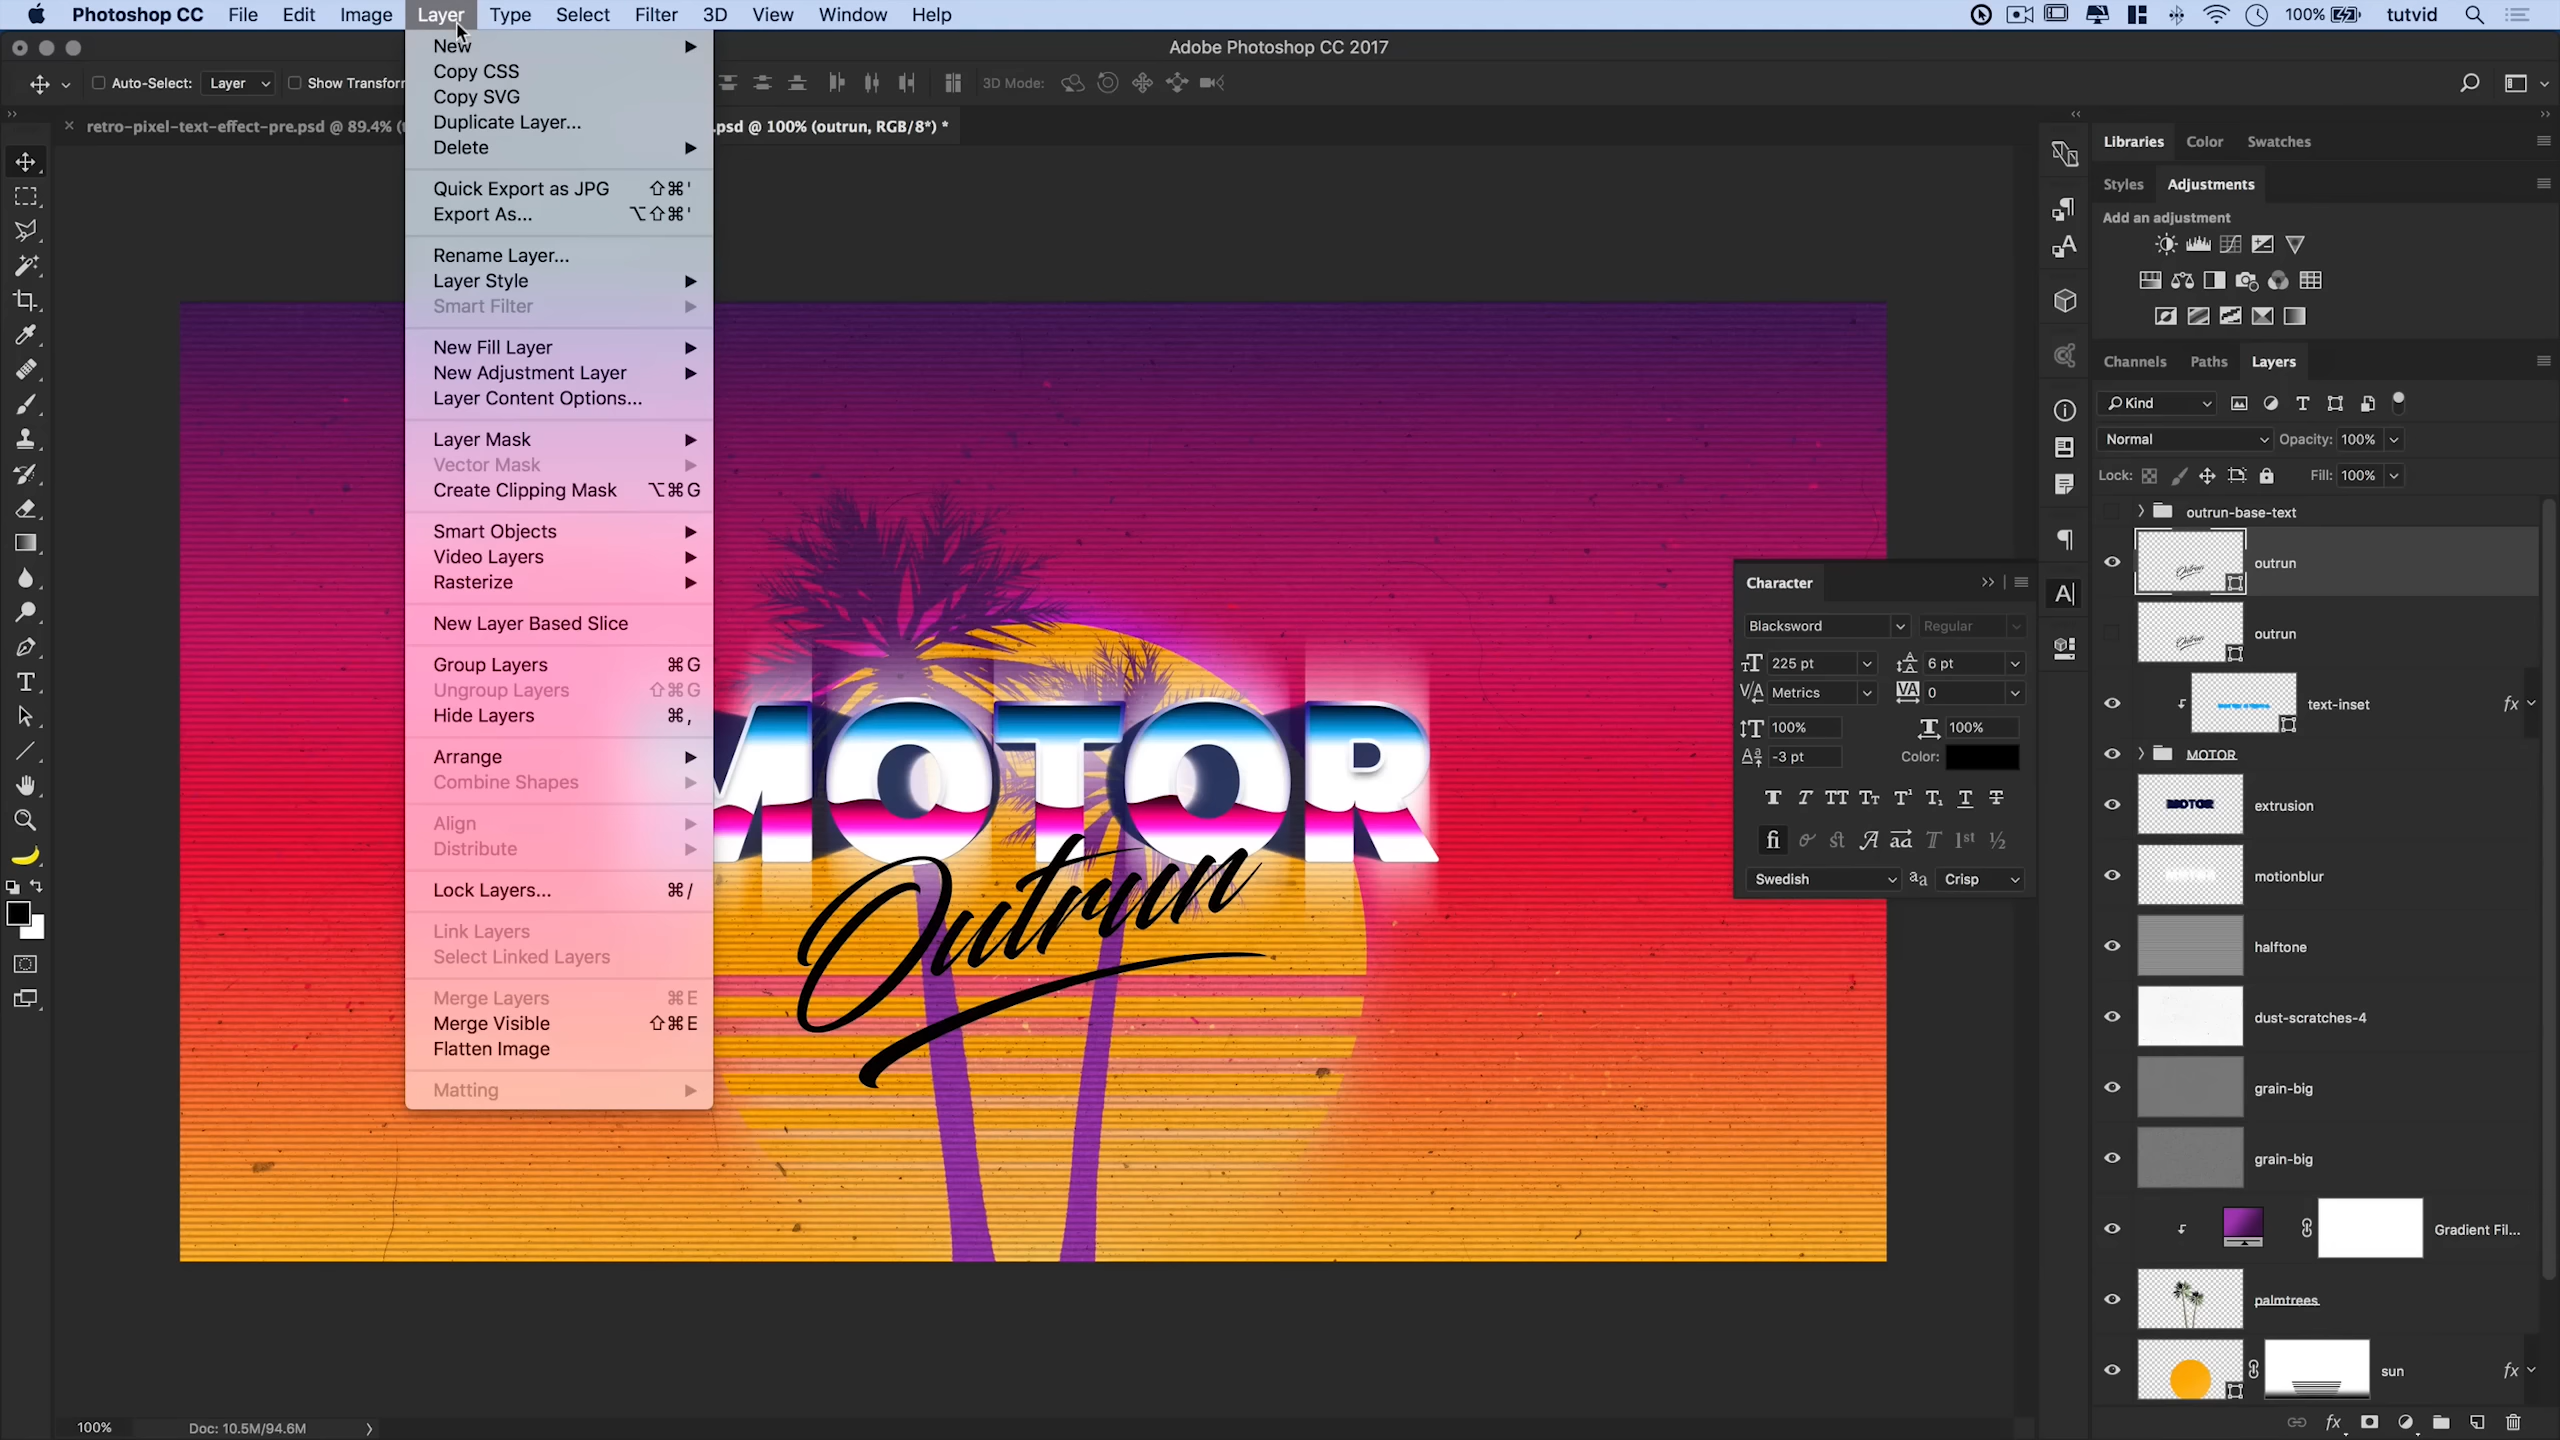 Photoshop CC File Edit Image Layer Type Select Filter 3D View Window Help 100% tutvid
Adobe Photoshop CC 2017
Auto-Select: Layer Show Transform 3D Mode:
retro-pixel-text-effect-pre.psd @ 89.4% ( .psd @ 100% (outrun, RGB/8*) *
New
Copy CSS
Copy SVG
Duplicate Layer...
Delete
Quick Export as JPG ⇧⌘'
Export As... ⌥⇧⌘'
Rename Layer...
Layer Style
Smart Filter
New Fill Layer
New Adjustment Layer
Layer Content Options...
Layer Mask
Vector Mask
Create Clipping Mask ⌥⌘G
Smart Objects
Video Layers
Rasterize
New Layer Based Slice
Group Layers ⌘G
Ungroup Layers ⇧⌘G
Hide Layers ⌘,
Arrange
Combine Shapes
Align
Distribute
Lock Layers... ⌘/
Link Layers
Select Linked Layers
Merge Layers ⌘E
Merge Visible ⇧⌘E
Flatten Image
Matting
MOTOR
Outrun
Character
Blacksword Regular
225 pt 6 pt
Metrics 0
100% 100%
-3 pt Color:
Swedish aa Crisp
Libraries Color Swatches
Styles Adjustments
Add an adjustment
Channels Paths Layers
Kind
Normal Opacity: 100%
Lock: Fill: 100%
outrun-base-text
outrun
outrun
text-inset fx
MOTOR
extrusion
motionblur
halftone
dust-scratches-4
grain-big
grain-big
Gradient Fil...
palmtrees
sun fx
100% Doc: 10.5M/94.6M